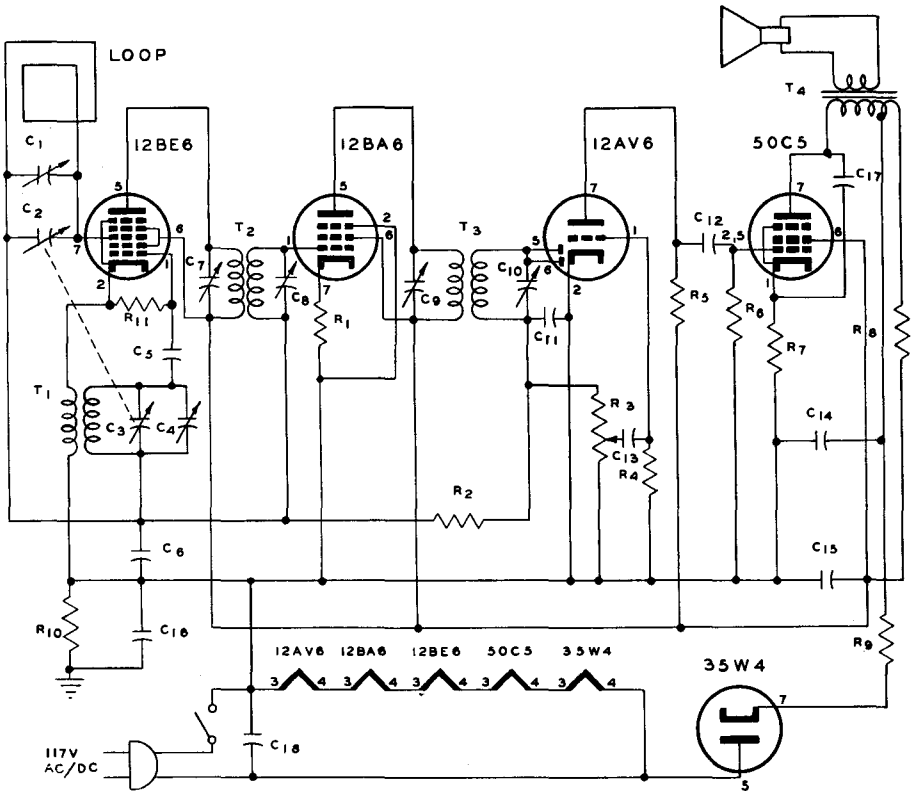 LOOP
T4
C1
12BE6
12BA6
12AV6
50C5
C17
5
5
7
7
C2
7
6
1
2
T2
C7
C8
1
2
6
7
T3
C9
C10
5
6
1
2
C11
C12
2,5
6
1
R11
C5
R1
R5
R6
R7
R8
T1
C3
C4
R3
C13
R4
C14
R2
C6
C15
R10
C16
R9
12AV6
12BA6
12BE6
50C5
35W4
3 4 3 4 3 4 3 4 3 4
35W4
7
5
C18
117V
AC/DC